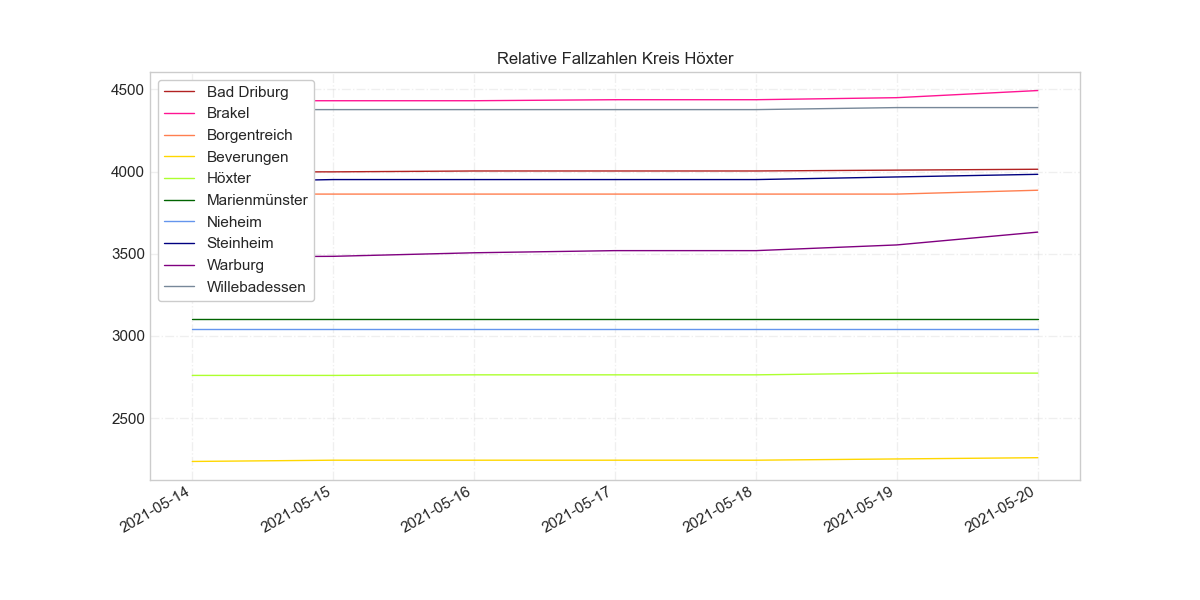 Relative Fallzahlen Kreis Höxter
4500
4000
3500
3000
2500
Bad Driburg
Brakel
Borgentreich
Beverungen
Höxter
Marienmünster
Nieheim
Steinheim
Warburg
Willebadessen
2021-05-14
2021-05-15
2021-05-16
2021-05-17
2021-05-18
2021-05-19
2021-05-20